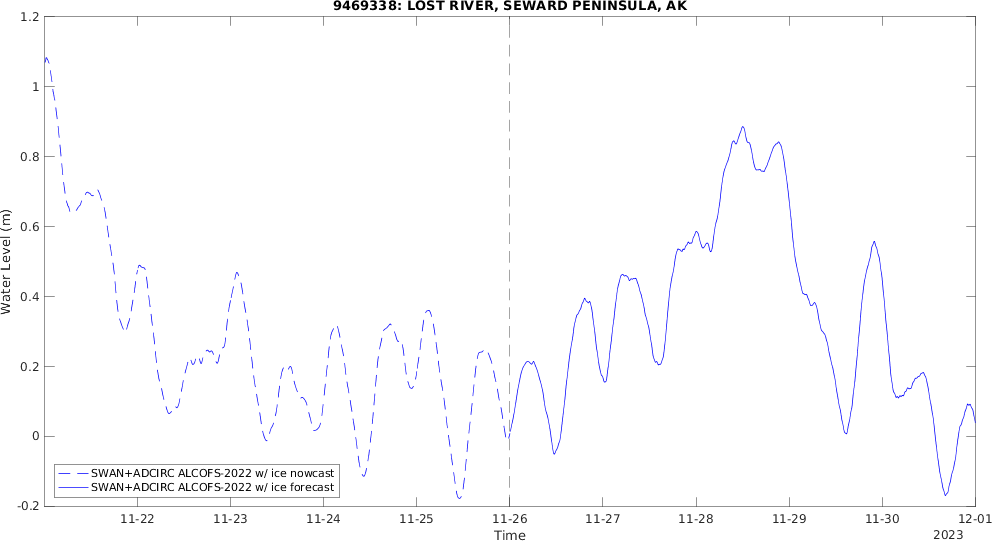 9469338: LOST RIVER, SEWARD PENINSULA, AK
1.2
1
0.8
0.6
0.4
0.2
0
-0.2
Water Level (m)
SWAN+ADCIRC ALCOFS-2022 w/ ice nowcast
SWAN+ADCIRC ALCOFS-2022 w/ ice forecast
11-22 11-23 11-24 11-25 11-26 11-27 11-28 11-29 11-30 12-01
Time
2023